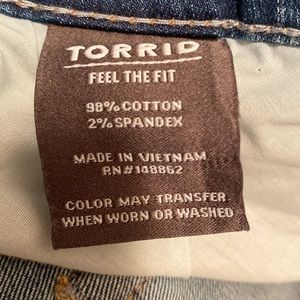 TORRID
FEEL THE FIT
98% COTTON
2% SPANDEX
MADE IN VIETNAM
RN#148862
COLOR MAY TRANSFER
WHEN WORN OR WASHED